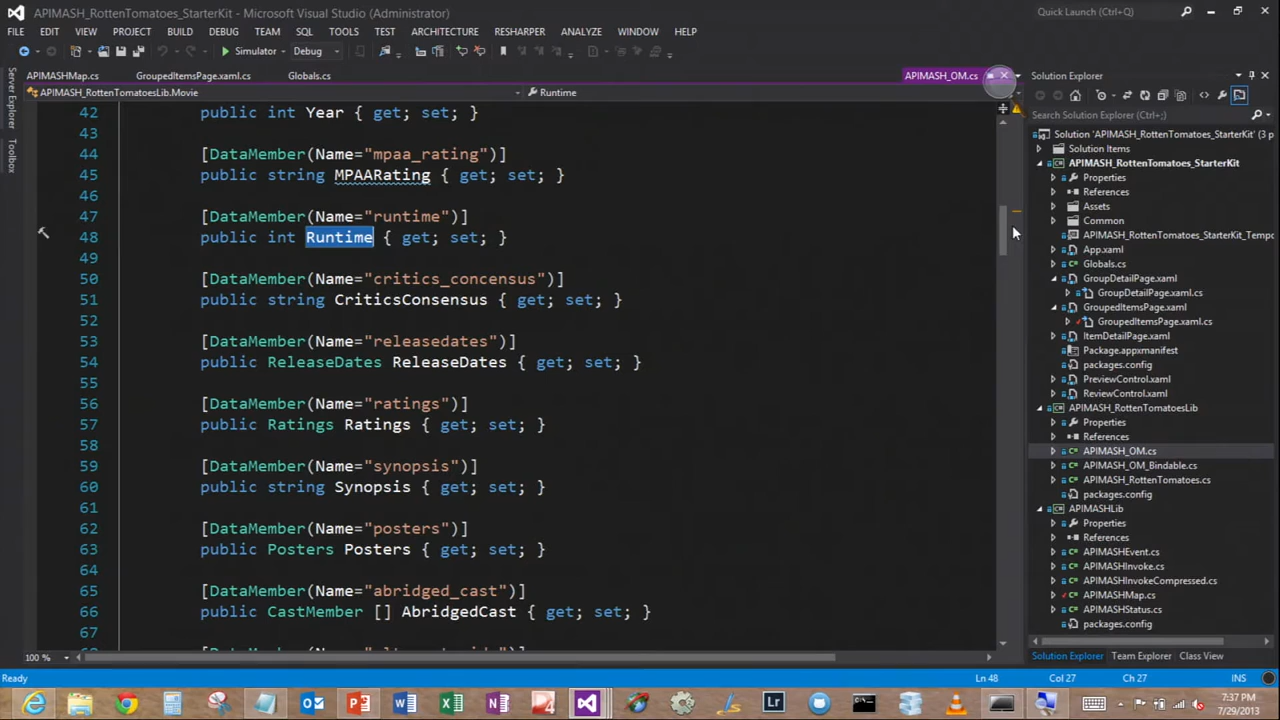 APIMASH_RottenTomatoes_StarterKit - Microsoft Visual Studio (Administrator)
Quick Launch (Ctrl+Q)
FILE EDIT VIEW PROJECT BUILD DEBUG TEAM SQL TOOLS TEST ARCHITECTURE RESHARPER ANALYZE WINDOW HELP
Simulator Debug
APIMASHMap.cs GroupedItemsPage.xaml.cs Globals.cs APIMASH_OM.cs
APIMASH_RottenTomatoesLib.Movie Runtime
Server Explorer
Toolbox
42 public int Year { get; set; }
43
44 [DataMember(Name="mpaa_rating")]
45 public string MPAARating { get; set; }
46
47 [DataMember(Name="runtime")]
48 public int Runtime { get; set; }
49
50 [DataMember(Name="critics_concensus")]
51 public string CriticsConsensus { get; set; }
52
53 [DataMember(Name="releasedates")]
54 public ReleaseDates ReleaseDates { get; set; }
55
56 [DataMember(Name="ratings")]
57 public Ratings Ratings { get; set; }
58
59 [DataMember(Name="synopsis")]
60 public string Synopsis { get; set; }
61
62 [DataMember(Name="posters")]
63 public Posters Posters { get; set; }
64
65 [DataMember(Name="abridged_cast")]
66 public CastMember [] AbridgedCast { get; set; }
67
100 %
Solution Explorer
Search Solution Explorer (Ctrl+;)
Solution 'APIMASH_RottenTomatoes_StarterKit' (3 p
Solution Items
APIMASH_RottenTomatoes_StarterKit
Properties
References
Assets
Common
APIMASH_RottenTomatoes_StarterKit_Tempo
App.xaml
Globals.cs
GroupDetailPage.xaml
GroupDetailPage.xaml.cs
GroupedItemsPage.xaml
GroupedItemsPage.xaml.cs
ItemDetailPage.xaml
Package.appxmanifest
packages.config
PreviewControl.xaml
ReviewControl.xaml
APIMASH_RottenTomatoesLib
Properties
References
APIMASH_OM.cs
APIMASH_OM_Bindable.cs
APIMASH_RottenTomatoes.cs
packages.config
APIMASHLib
Properties
References
APIMASHEvent.cs
APIMASHInvoke.cs
APIMASHInvokeCompressed.cs
APIMASHMap.cs
APIMASHStatus.cs
packages.config
Solution Explorer Team Explorer Class View
Ready Ln 48 Col 27 Ch 27 INS
Lr
7:37 PM
7/29/2013